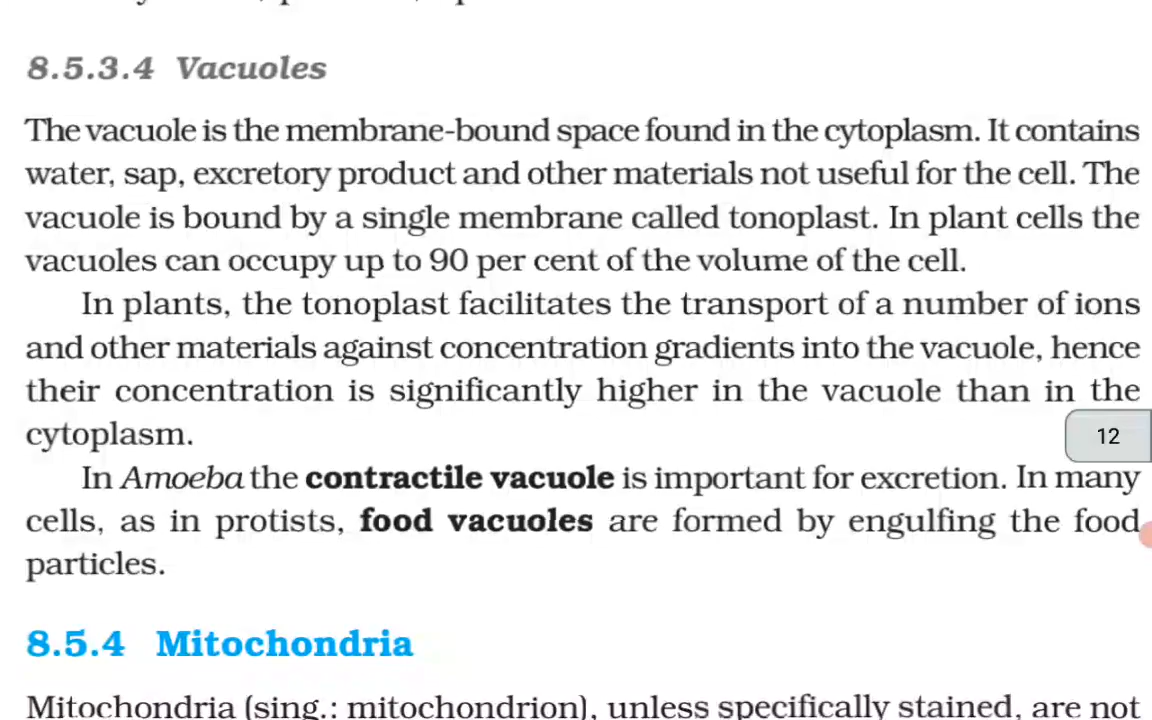 8.5.3.4 Vacuoles
The vacuole is the membrane-bound space found in the cytoplasm. It contains
water, sap, excretory product and other materials not useful for the cell. The
vacuole is bound by a single membrane called tonoplast. In plant cells the
vacuoles can occupy up to 90 per cent of the volume of the cell.
In plants, the tonoplast facilitates the transport of a number of ions
and other materials against concentration gradients into the vacuole, hence
their concentration is significantly higher in the vacuole than in the
cytoplasm.
12
In Amoeba the contractile vacuole is important for excretion. In many
cells, as in protists, food vacuoles are formed by engulfing the food
particles.
8.5.4 Mitochondria
Mitochondria (sing.: mitochondrion), unless specifically stained, are not